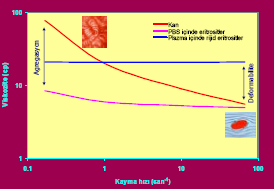 100
Kan
PBS içinde eritrositler
Plazma içinde rijid eritrositler
Agregasyon
Deformabilite
Viskozite (cp)
10
1
0.1
1
10
100
Kayma hızı (san⁻¹)